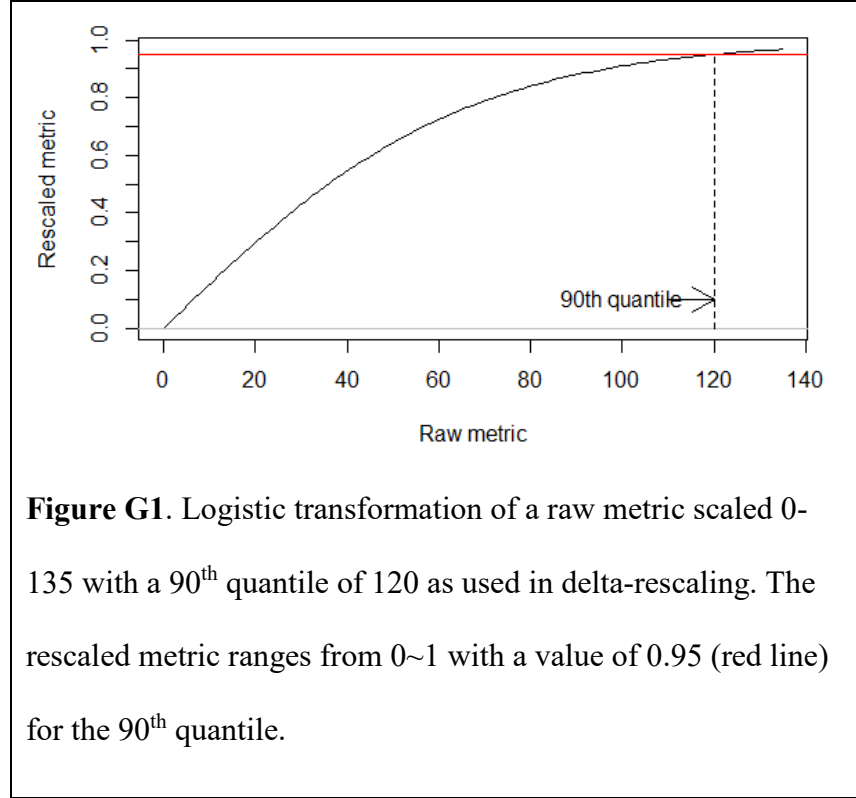 1.0
0.8
0.6
0.4
0.2
0.0
Rescaled metric
90th quantile
0 20 40 60 80 100 120 140
Raw metric
Figure G1. Logistic transformation of a raw metric scaled 0-
135 with a 90th quantile of 120 as used in delta-rescaling. The
rescaled metric ranges from 0~1 with a value of 0.95 (red line)
for the 90th quantile.